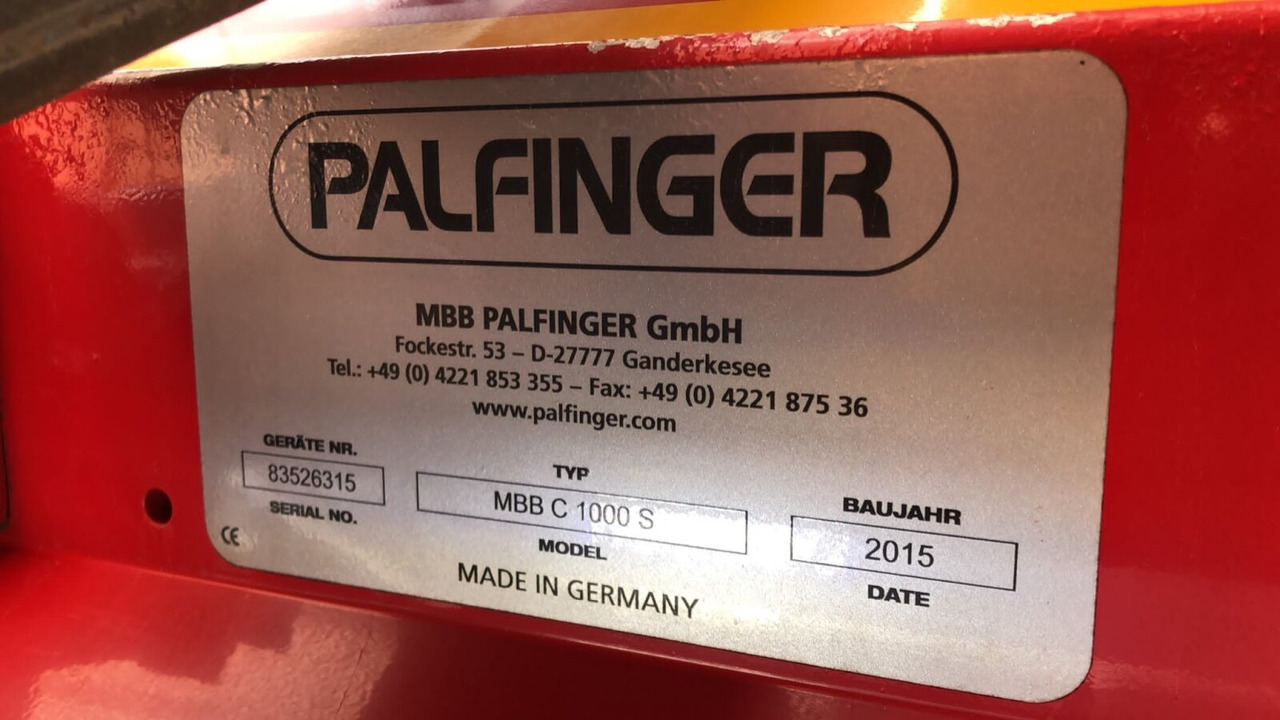 PALFINGER
MBB PALFINGER GmbH
Fockestr. 53 – D-27777 Ganderkesee
Tel.: +49 (0) 4221 853 355 – Fax: +49 (0) 4221 875 36
www.palfinger.com
GERÄTE NR. TYP BAUJAHR
83526315 MBB C 1000 S 2015
SERIAL NO. MODEL DATE
CE MADE IN GERMANY